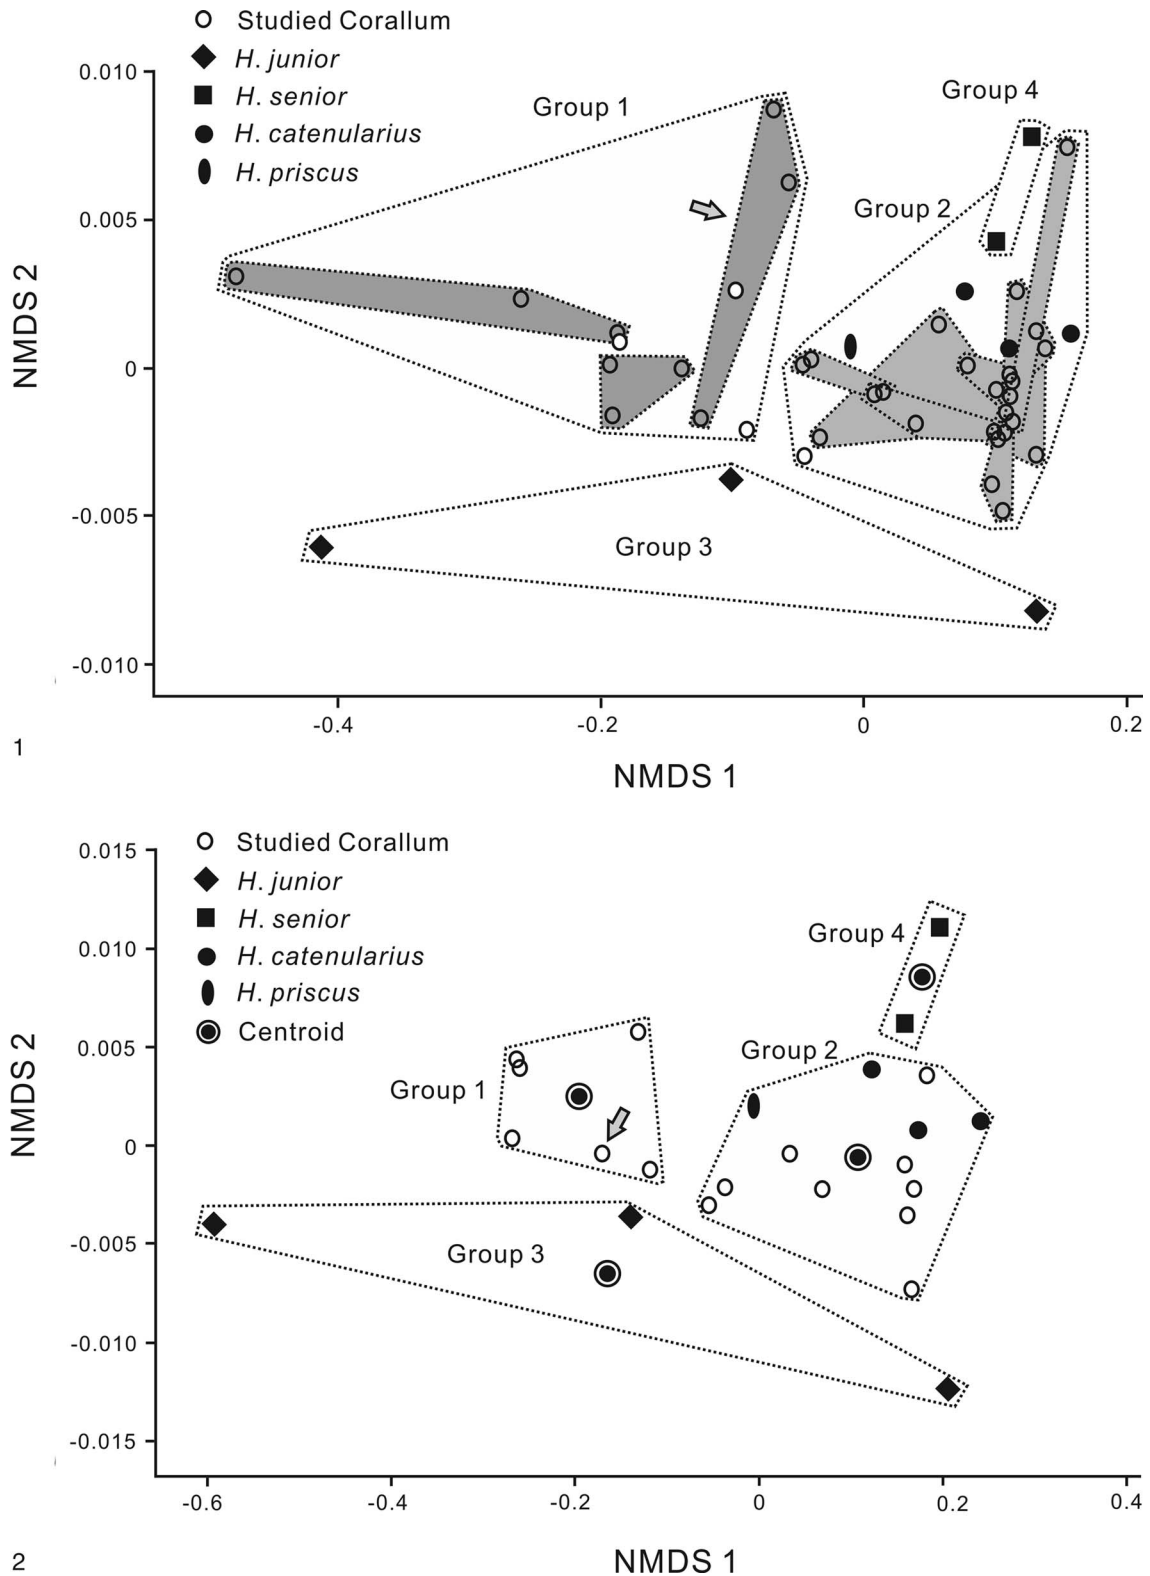 Studied Corallum
H. junior
H. senior
H. catenularius
H. priscus
Group 1
Group 4
Group 2
Group 3
0.010
0.005
0
-0.005
-0.010
NMDS 2
-0.4
-0.2
0
0.2
NMDS 1
1
Studied Corallum
H. junior
H. senior
H. catenularius
H. priscus
Centroid
Group 4
Group 2
Group 1
Group 3
0.015
0.010
0.005
0
-0.005
-0.010
-0.015
NMDS 2
-0.6
-0.4
-0.2
0
0.2
0.4
NMDS 1
2